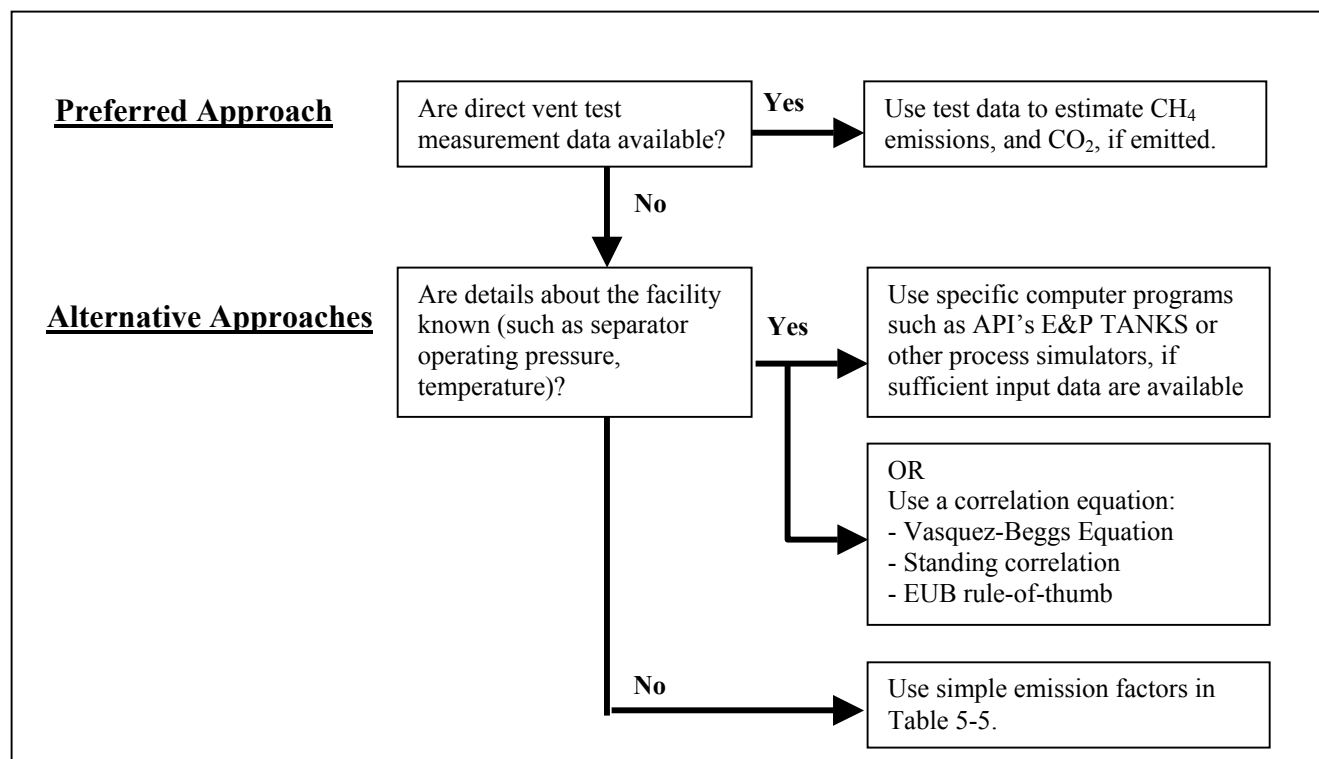 Preferred Approach
Are direct vent test
measurement data available?
Yes
Use test data to estimate CH₄
emissions, and CO₂, if emitted.
No
Alternative Approaches
Are details about the facility
known (such as separator
operating pressure,
temperature)?
Yes
Use specific computer programs
such as API’s E&P TANKS or
other process simulators, if
sufficient input data are available
OR
Use a correlation equation:
- Vasquez-Beggs Equation
- Standing correlation
- EUB rule-of-thumb
No
Use simple emission factors in
Table 5-5.